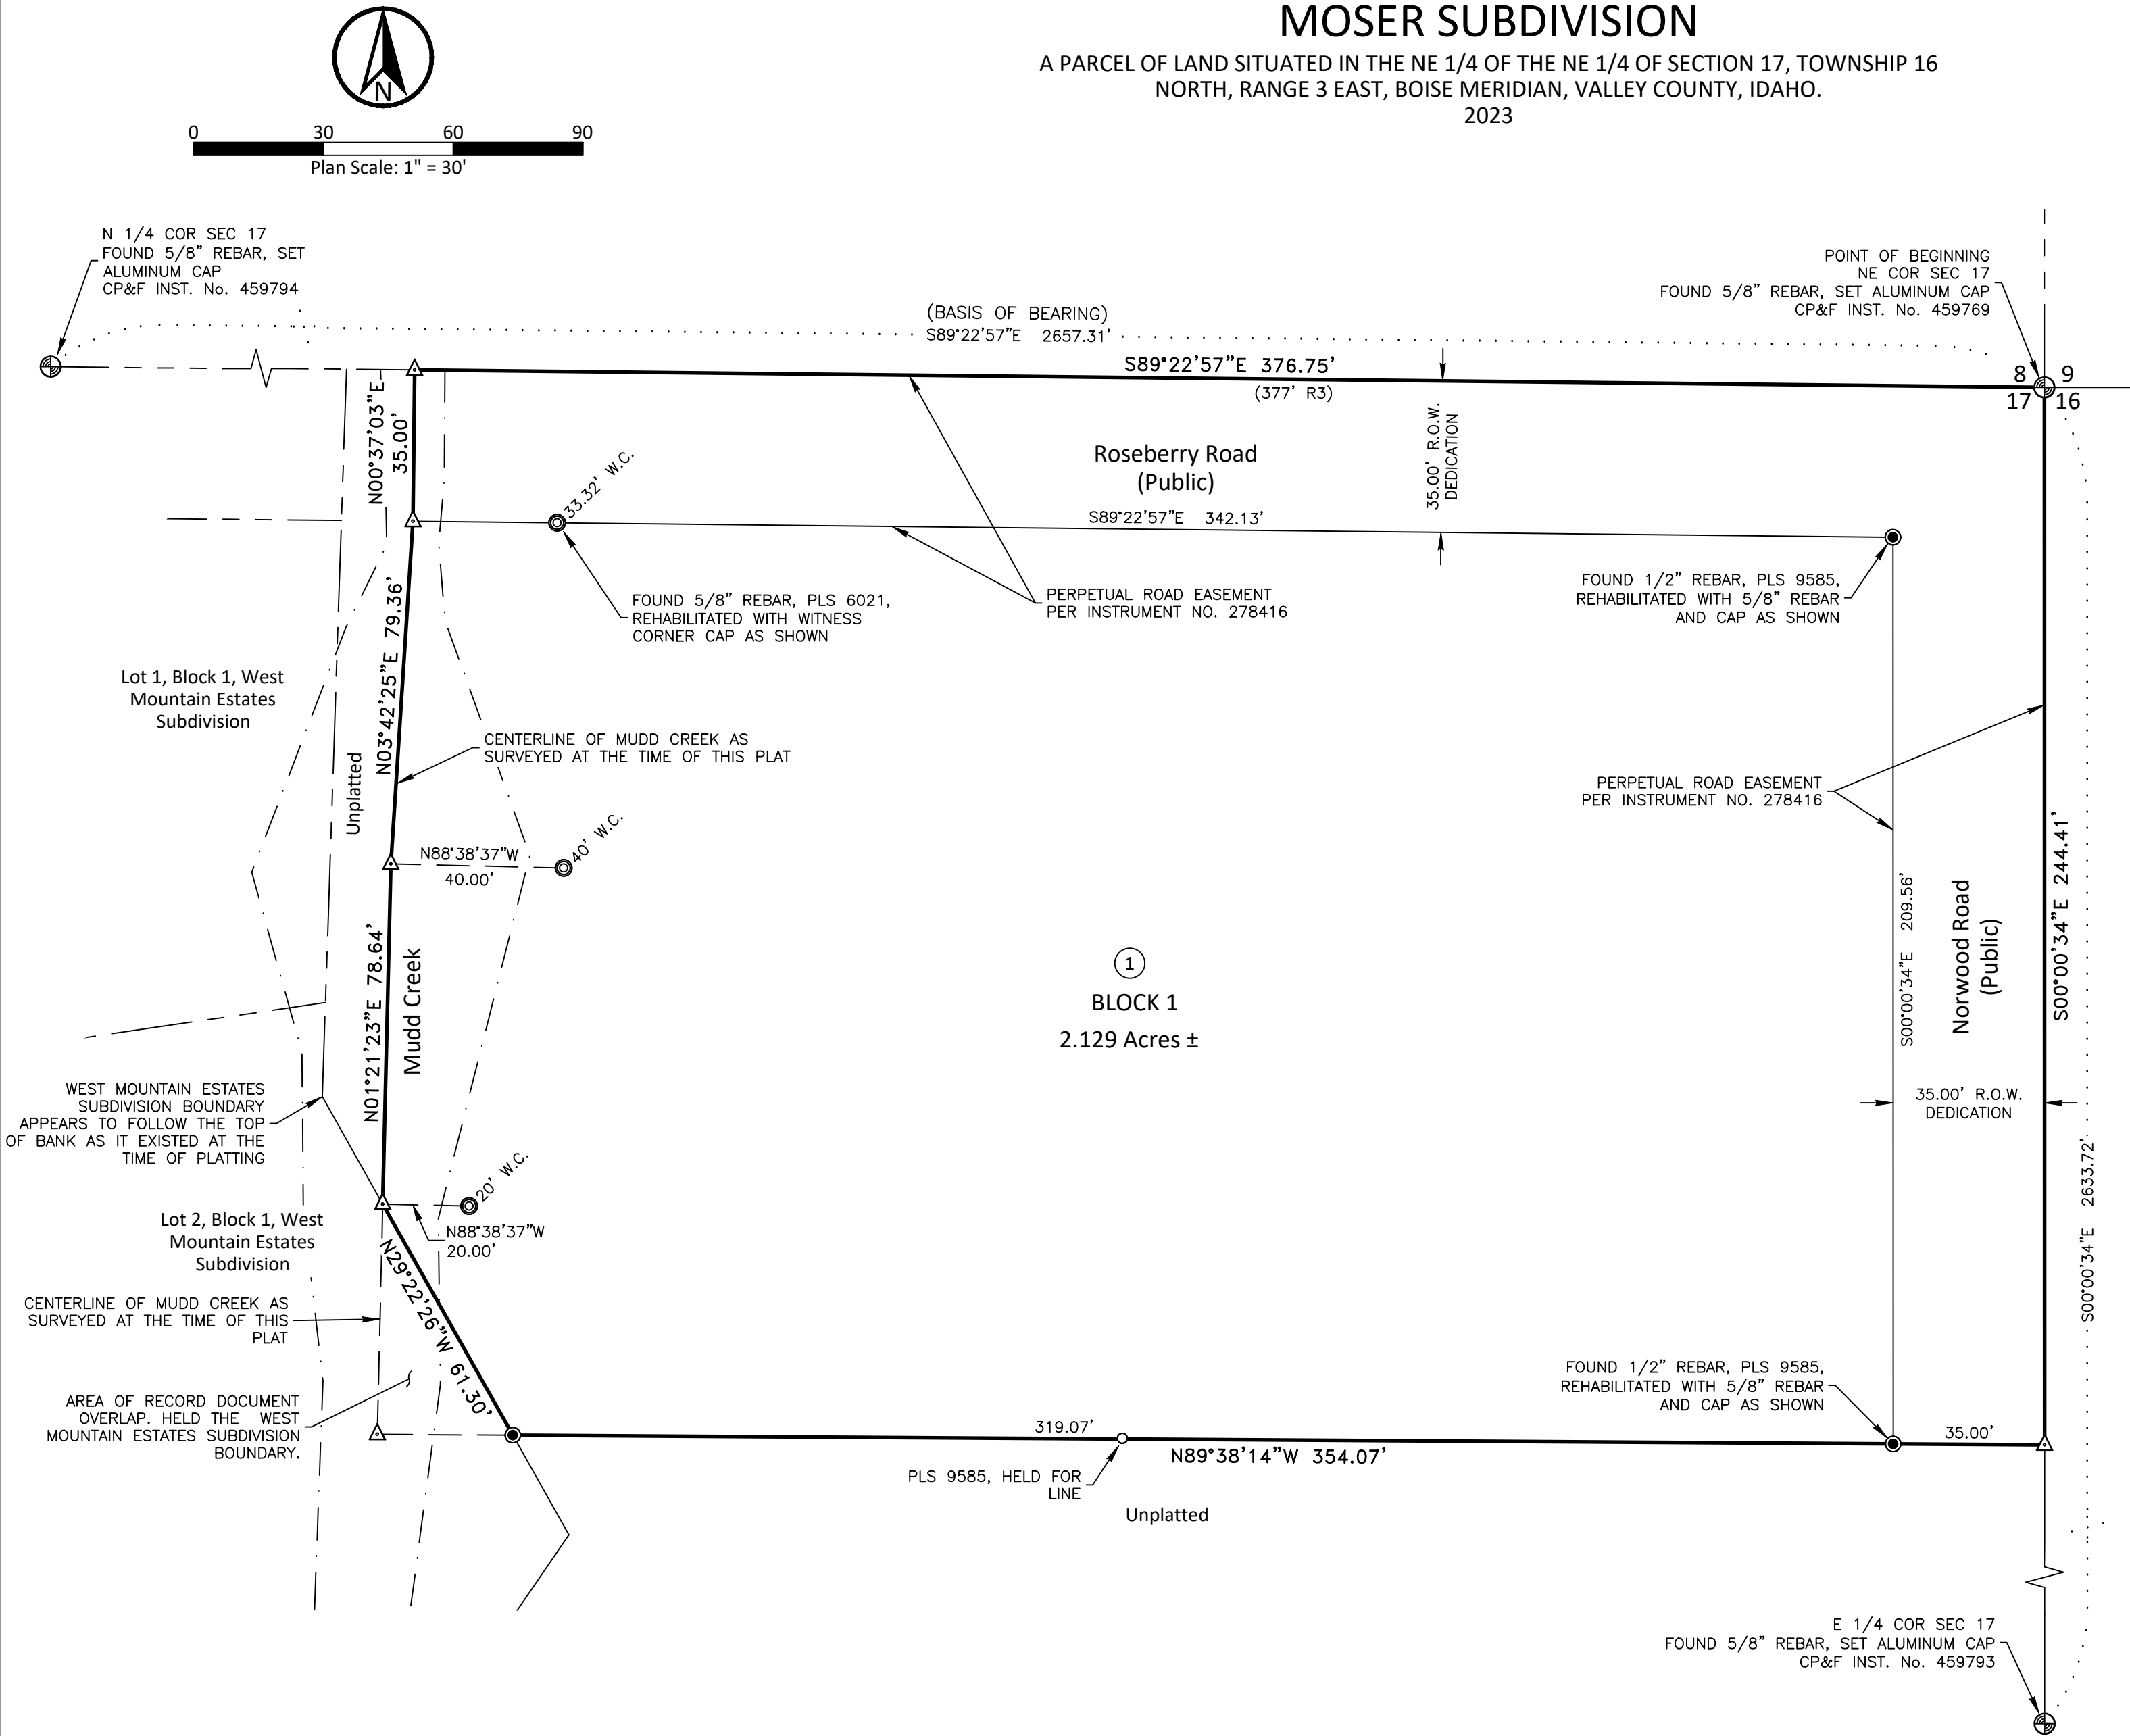 MOSER SUBDIVISION
A PARCEL OF LAND SITUATED IN THE NE 1/4 OF THE NE 1/4 OF SECTION 17, TOWNSHIP 16
NORTH, RANGE 3 EAST, BOISE MERIDIAN, VALLEY COUNTY, IDAHO.
2023
N
0 30 60 90
Plan Scale: 1" = 30'
N 1/4 COR SEC 17
FOUND 5/8" REBAR, SET
ALUMINUM CAP
CP&F INST. No. 459794
POINT OF BEGINNING
NE COR SEC 17
FOUND 5/8" REBAR, SET ALUMINUM CAP
CP&F INST. No. 459769
(BASIS OF BEARING)
S89°22'57"E 2657.31'
S89°22'57"E 376.75'
(377' R3)
8 9
17 16
N00°37'03"E
35.00'
Roseberry Road
(Public)
35.00' R.O.W.
DEDICATION
33.32' W.C.
S89°22'57"E 342.13'
FOUND 5/8" REBAR, PLS 6021,
REHABILITATED WITH WITNESS
CORNER CAP AS SHOWN
PERPETUAL ROAD EASEMENT
PER INSTRUMENT NO. 278416
FOUND 1/2" REBAR, PLS 9585,
REHABILITATED WITH 5/8" REBAR
AND CAP AS SHOWN
N03°42'25"E 79.36'
Lot 1, Block 1, West
Mountain Estates
Subdivision
Unplatted
CENTERLINE OF MUDD CREEK AS
SURVEYED AT THE TIME OF THIS PLAT
PERPETUAL ROAD EASEMENT
PER INSTRUMENT NO. 278416
N88°38'37"W
40.00'
40' W.C.
S00°00'34"E 244.41'
S00°00'34"E 209.56'
Norwood Road
(Public)
N01°21'23"E 78.64'
Mudd Creek
1
BLOCK 1
2.129 Acres ±
WEST MOUNTAIN ESTATES
SUBDIVISION BOUNDARY
APPEARS TO FOLLOW THE TOP
OF BANK AS IT EXISTED AT THE
TIME OF PLATTING
35.00' R.O.W.
DEDICATION
20' W.C.
N88°38'37"W
20.00'
S00°00'34"E 2633.72'
Lot 2, Block 1, West
Mountain Estates
Subdivision
CENTERLINE OF MUDD CREEK AS
SURVEYED AT THE TIME OF THIS
PLAT
N29°22'26"W 61.30'
AREA OF RECORD DOCUMENT
OVERLAP. HELD THE WEST
MOUNTAIN ESTATES SUBDIVISION
BOUNDARY.
FOUND 1/2" REBAR, PLS 9585,
REHABILITATED WITH 5/8" REBAR
AND CAP AS SHOWN
319.07'
35.00'
N89°38'14"W 354.07'
PLS 9585, HELD FOR
LINE
Unplatted
E 1/4 COR SEC 17
FOUND 5/8" REBAR, SET ALUMINUM CAP
CP&F INST. No. 459793